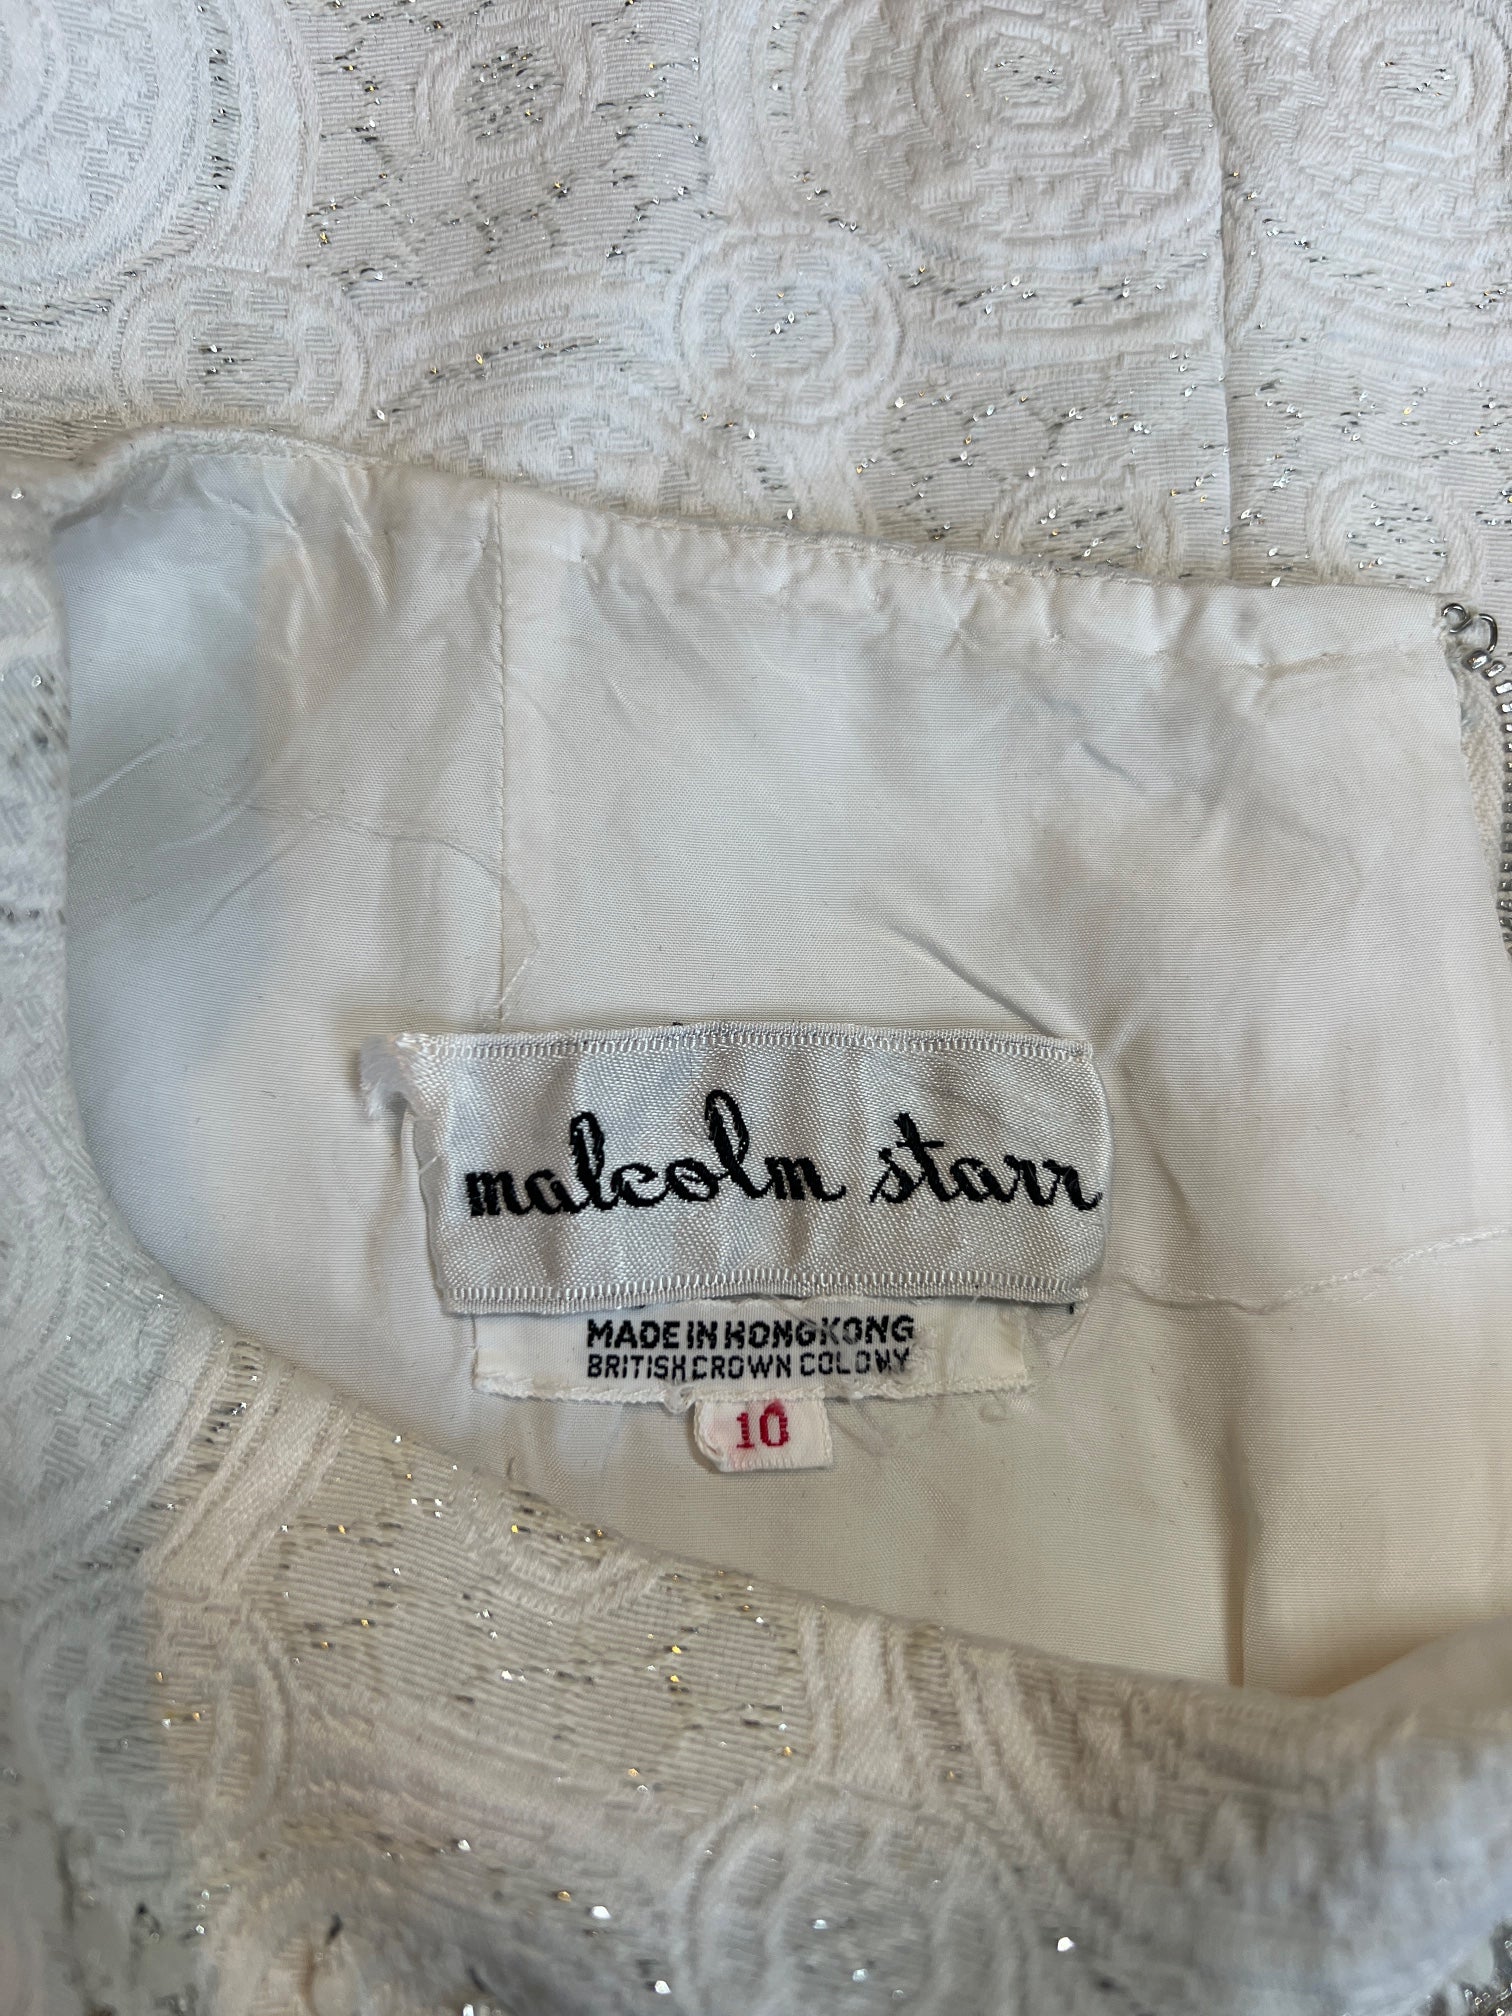 malcolm starr
MADE IN HONG KONG
BRITISH CROWN COLONY
10